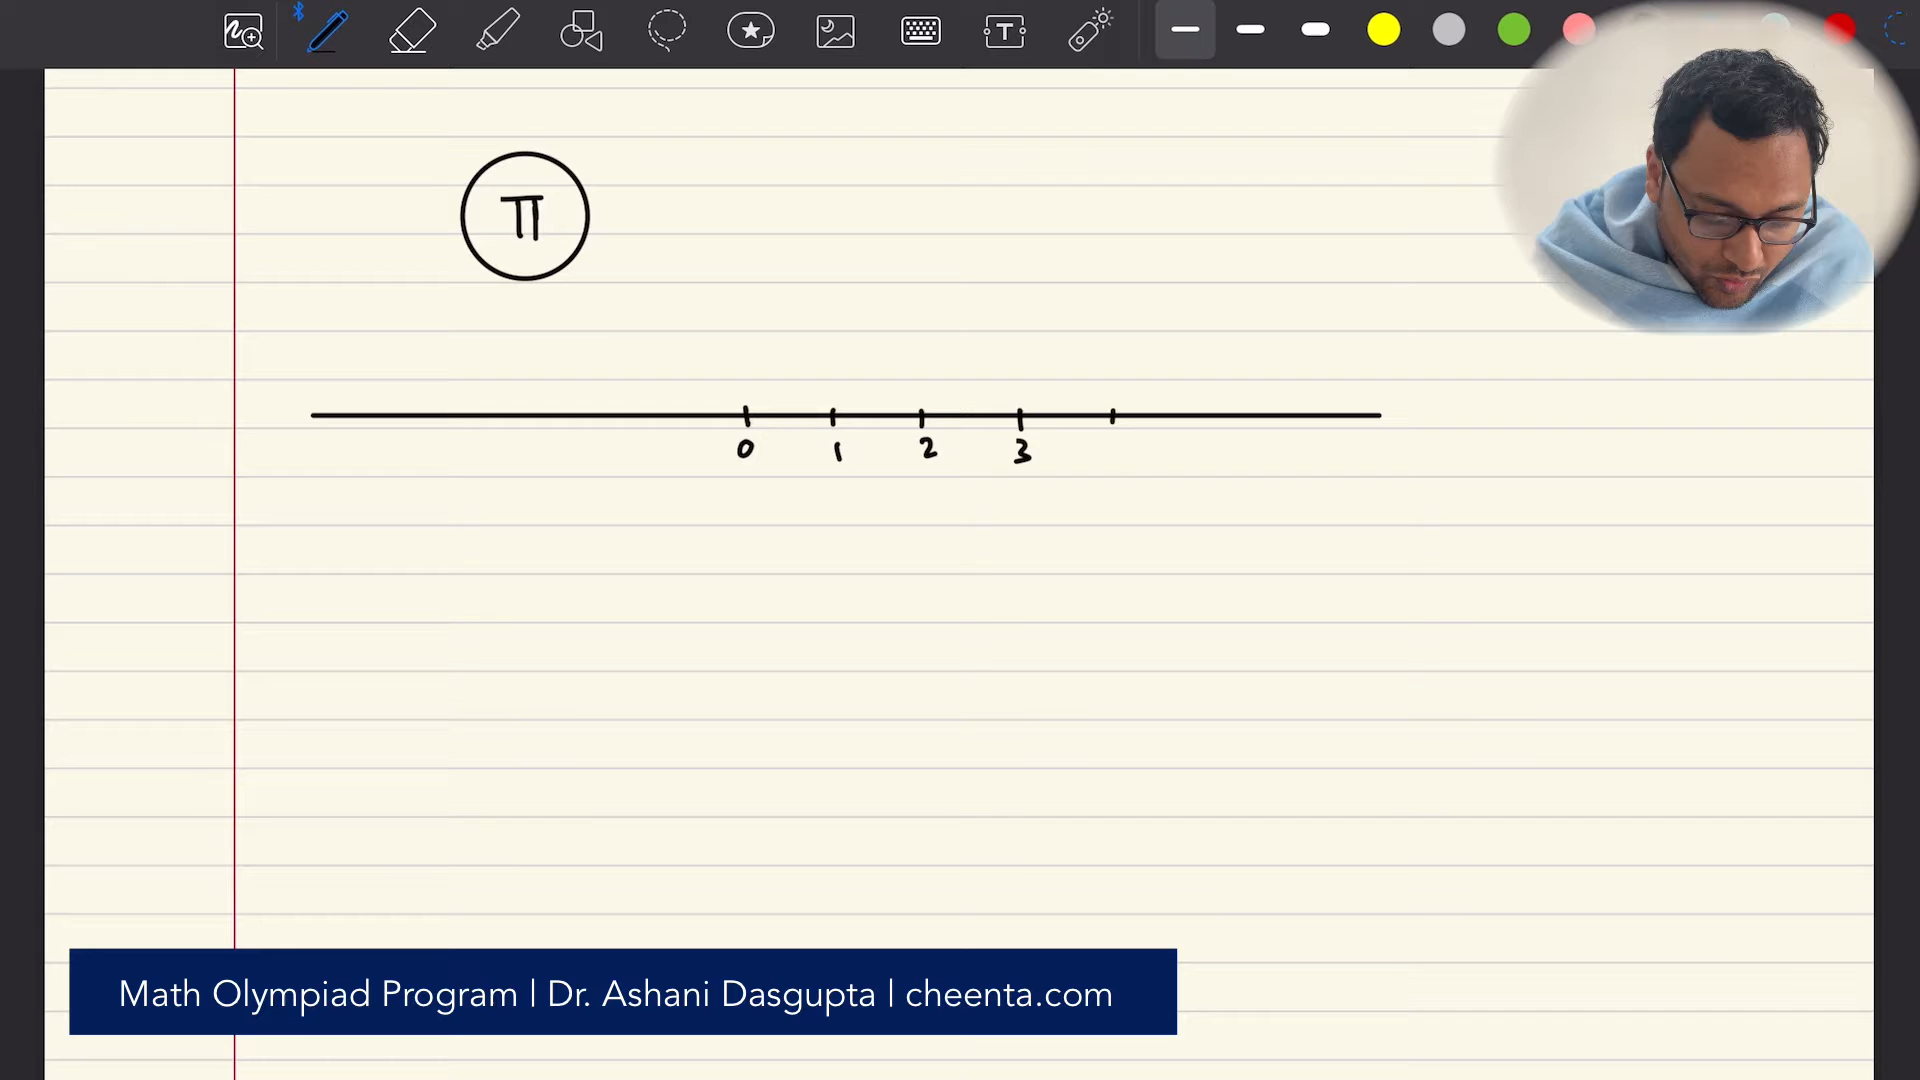 π
0 1 2 3
Math Olympiad Program | Dr. Ashani Dasgupta | cheenta.com